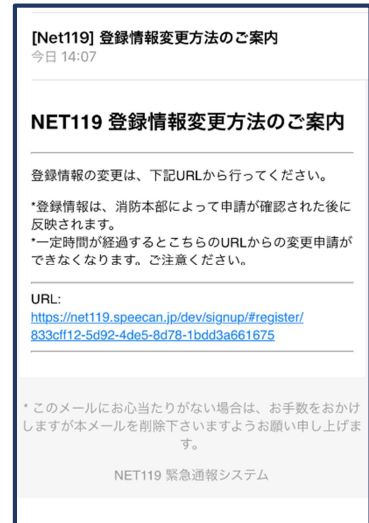 [Net119] 登録情報変更方法のご案内
今日 14:07
NET119 登録情報変更方法のご案内
登録情報の変更は、下記URLから行ってください。
*登録情報は、消防本部によって申請が確認された後に
反映されます。
*一定時間が経過するとこちらのURLからの変更申請が
できなくなります。ご注意ください。
URL:
https://net119.speecan.jp/dev/signup/#register/
833cff12-5d92-4de5-8d78-1bdd3a661675
* このメールにお心当たりがない場合は、お手数をおかけ
しますが本メールを削除下さいますようお願い申し上げま
す。
NET119 緊急通報システム